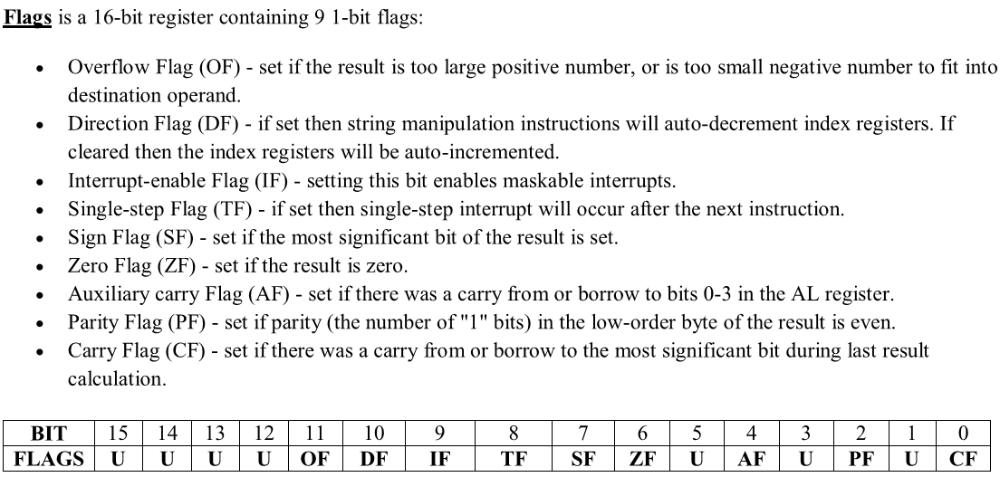 Flags is a 16-bit register containing 9 1-bit flags:
• Overflow Flag (OF) - set if the result is too large positive number, or is too small negative number to fit into
destination operand.
• Direction Flag (DF) - if set then string manipulation instructions will auto-decrement index registers. If
cleared then the index registers will be auto-incremented.
• Interrupt-enable Flag (IF) - setting this bit enables maskable interrupts.
• Single-step Flag (TF) - if set then single-step interrupt will occur after the next instruction.
• Sign Flag (SF) - set if the most significant bit of the result is set.
• Zero Flag (ZF) - set if the result is zero.
• Auxiliary carry Flag (AF) - set if there was a carry from or borrow to bits 0-3 in the AL register.
• Parity Flag (PF) - set if parity (the number of "1" bits) in the low-order byte of the result is even.
• Carry Flag (CF) - set if there was a carry from or borrow to the most significant bit during last result
calculation.
BIT 15 14 13 12 11 10 9 8 7 6 5 4 3 2 1 0
FLAGS U U U U OF DF IF TF SF ZF U AF U PF U CF